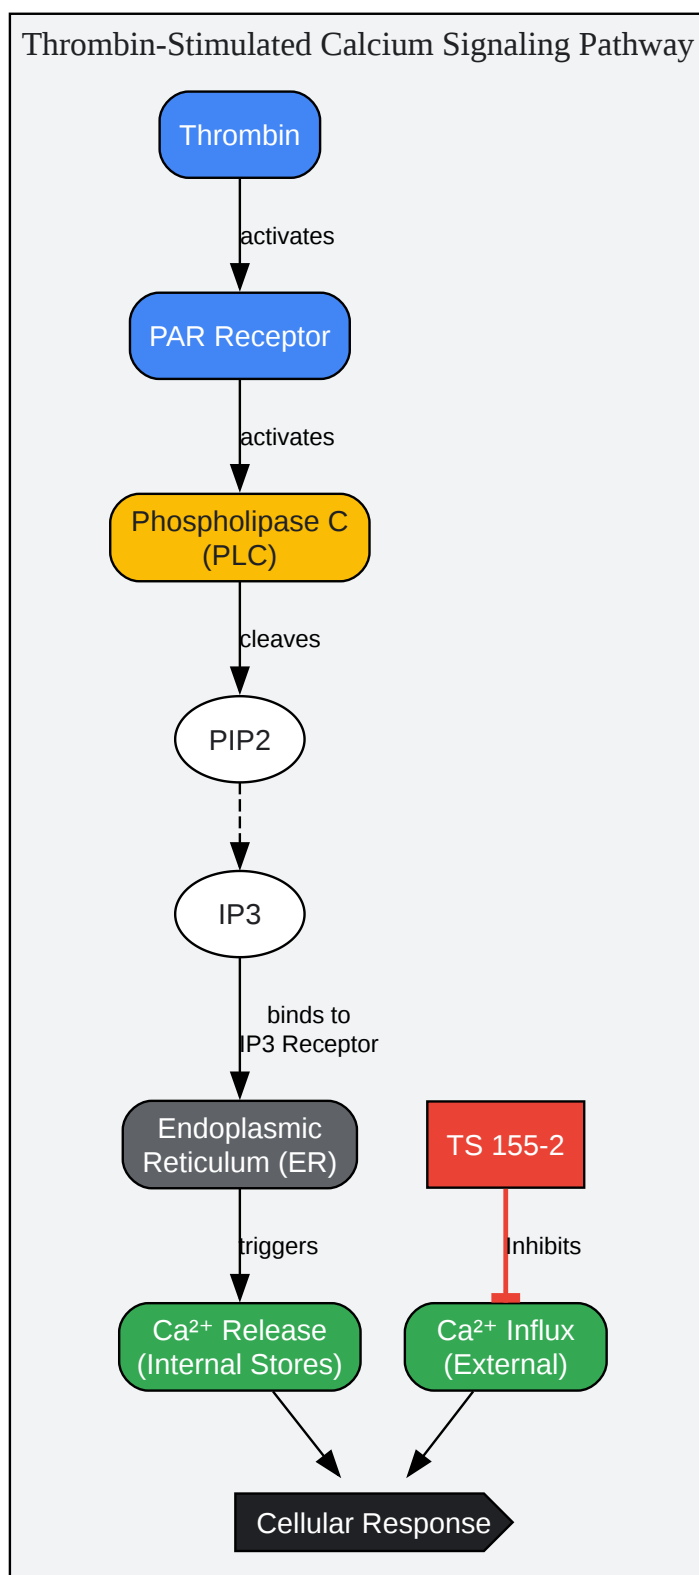 Thrombin-Stimulated Calcium Signaling Pathway
Thrombin
activates
PAR Receptor
activates
Phospholipase C
(PLC)
cleaves
PIP2
IP3
binds to
IP3 Receptor
Endoplasmic
Reticulum (ER)
TS 155-2
triggers
Inhibits
Ca²⁺ Release
(Internal Stores)
Ca²⁺ Influx
(External)
Cellular Response